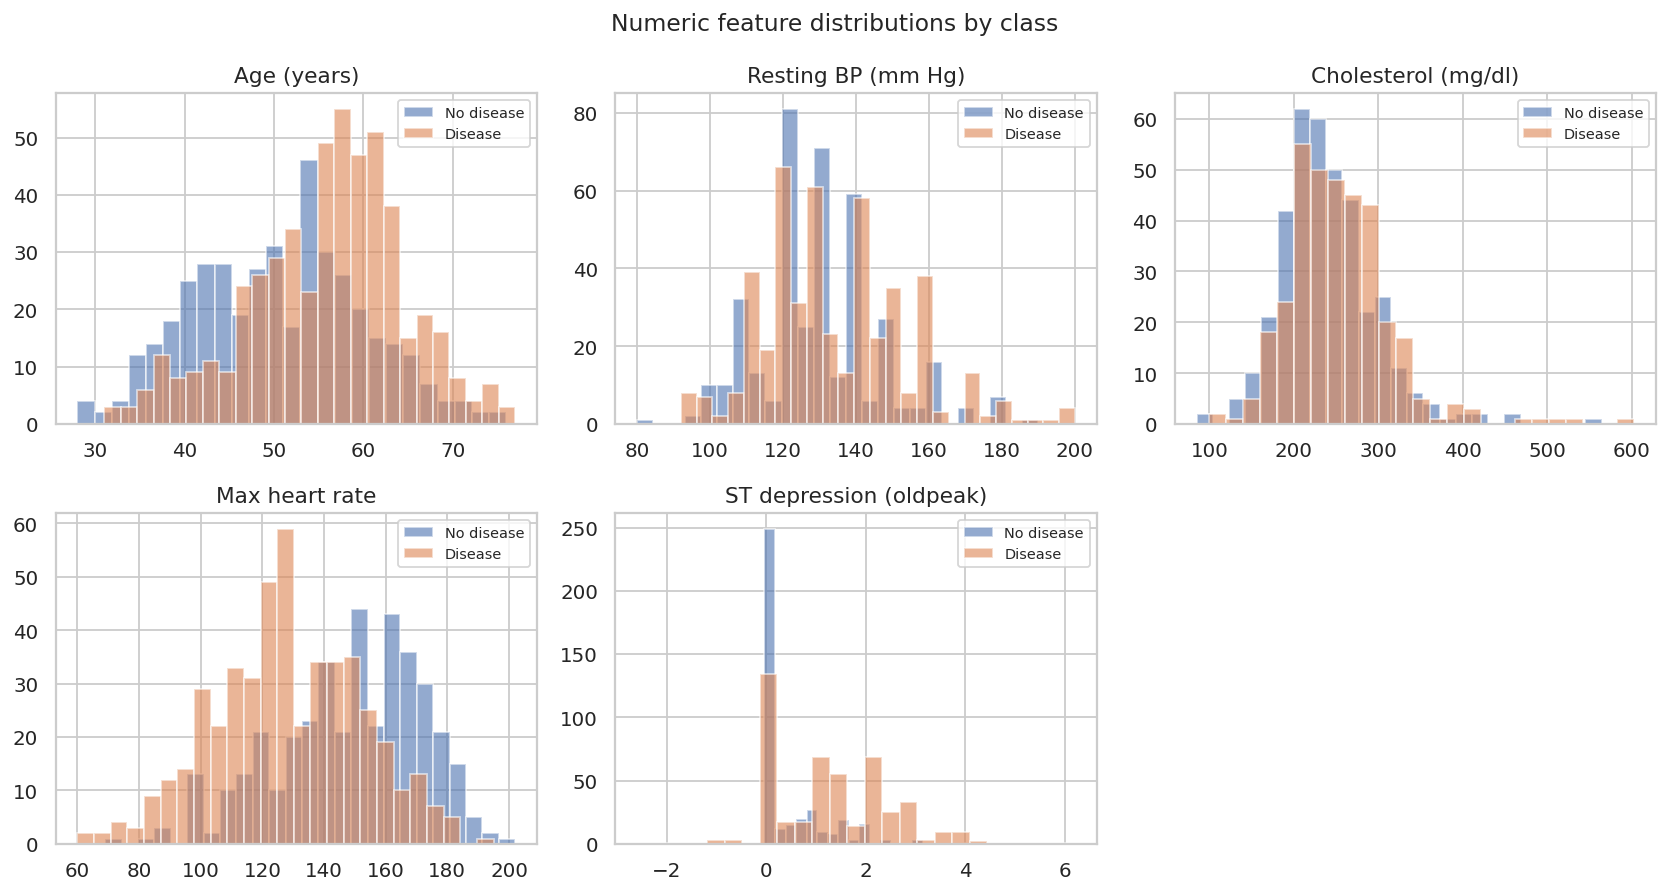 Numeric feature distributions by class
Age (years)
No disease
Disease
50
40
30
20
10
0
30 40 50 60 70
Resting BP (mm Hg)
No disease
Disease
80
60
40
20
0
80 100 120 140 160 180 200
Cholesterol (mg/dl)
No disease
Disease
60
50
40
30
20
10
0
100 200 300 400 500 600
Max heart rate
No disease
Disease
60
50
40
30
20
10
0
60 80 100 120 140 160 180 200
ST depression (oldpeak)
No disease
Disease
250
200
150
100
50
0
−2 0 2 4 6